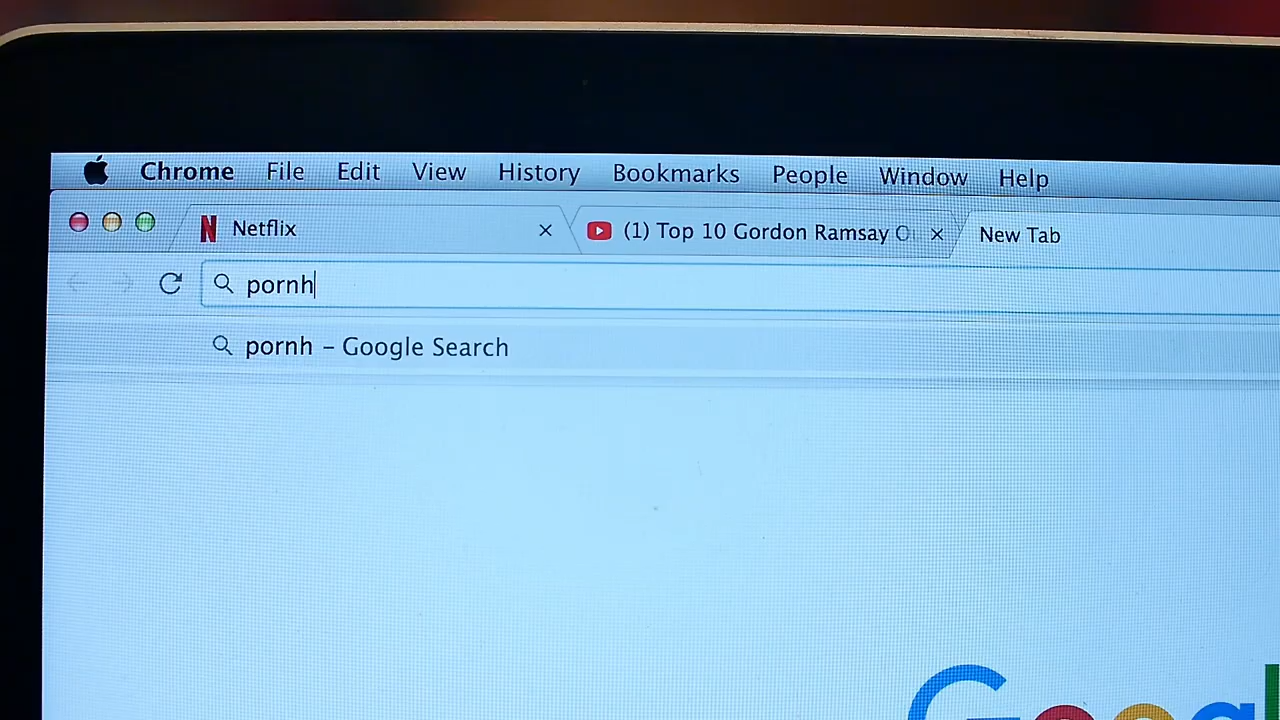 Chrome File Edit View History Bookmarks People Window Help
Netflix (1) Top 10 Gordon Ramsay New Tab
pornh
pornh – Google Search
Google